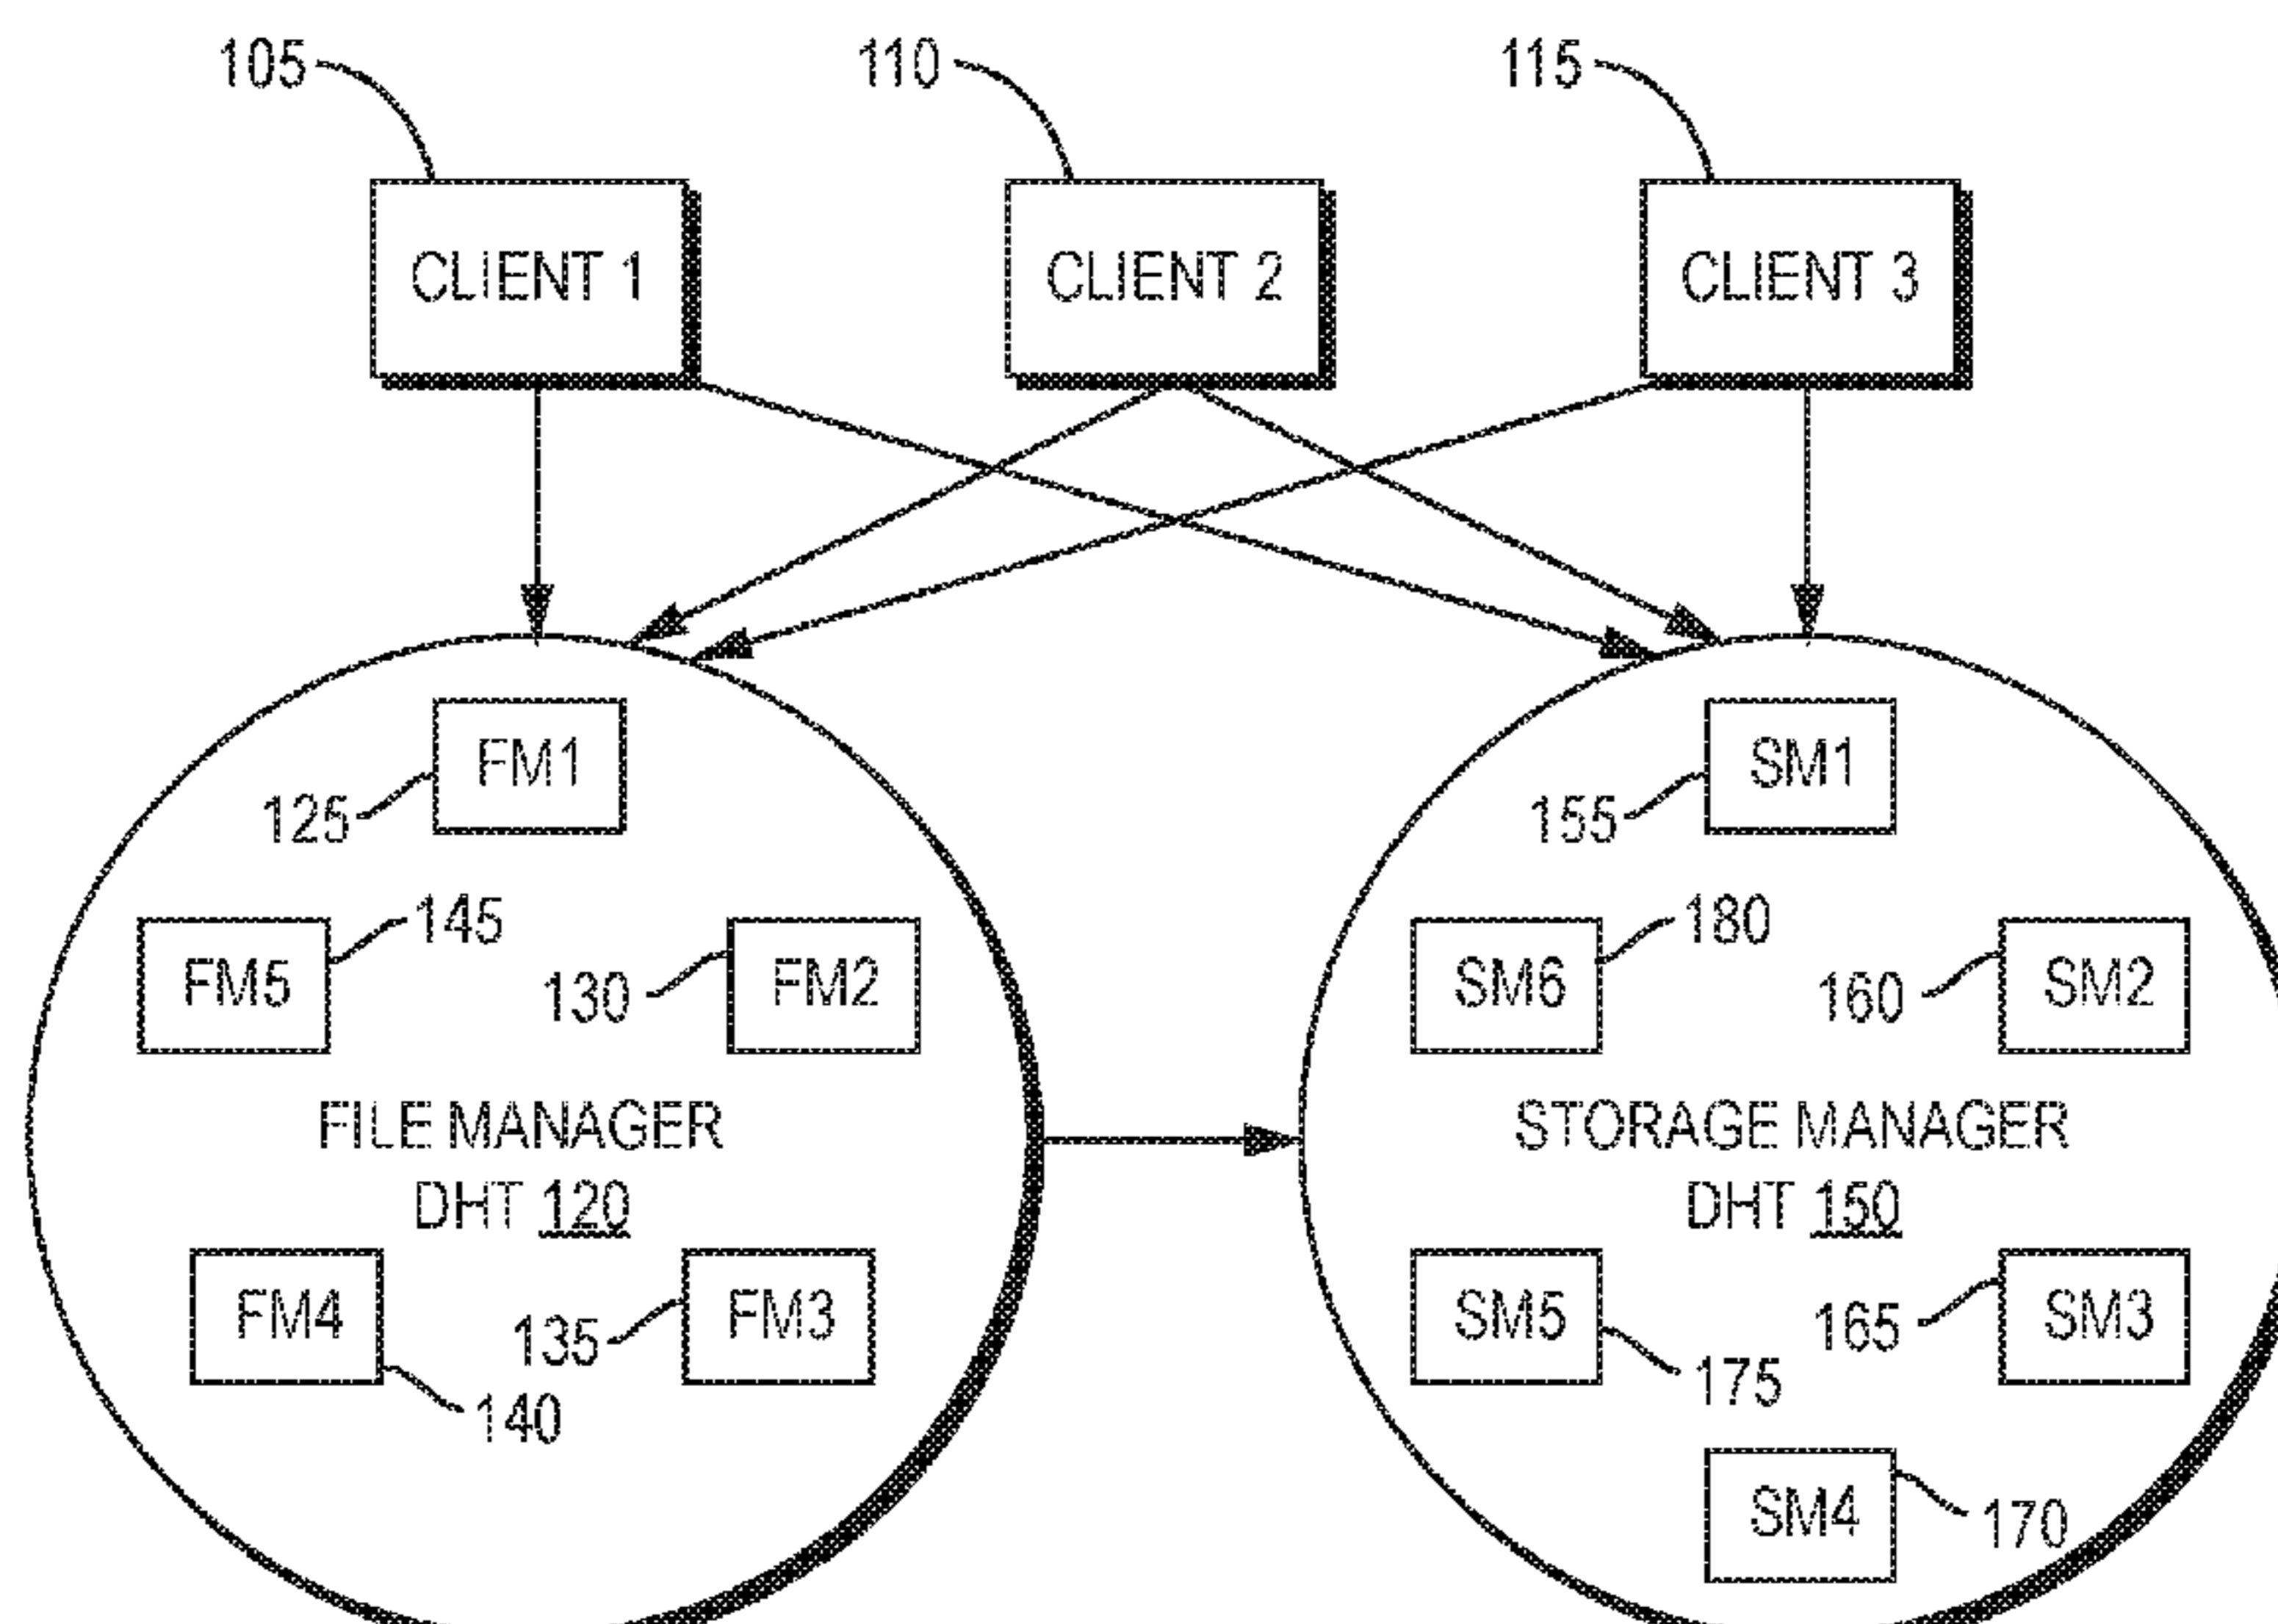 105
110
115
CLIENT 1
CLIENT 2
CLIENT 3
FM1
125
SM1
155
145
FM5
130
FM2
180
SM6
160
SM2
FILE MANAGER
DHT 120
STORAGE MANAGER
DHT 150
FM4
140
135
FM3
SM5
175
165
SM3
SM4
170